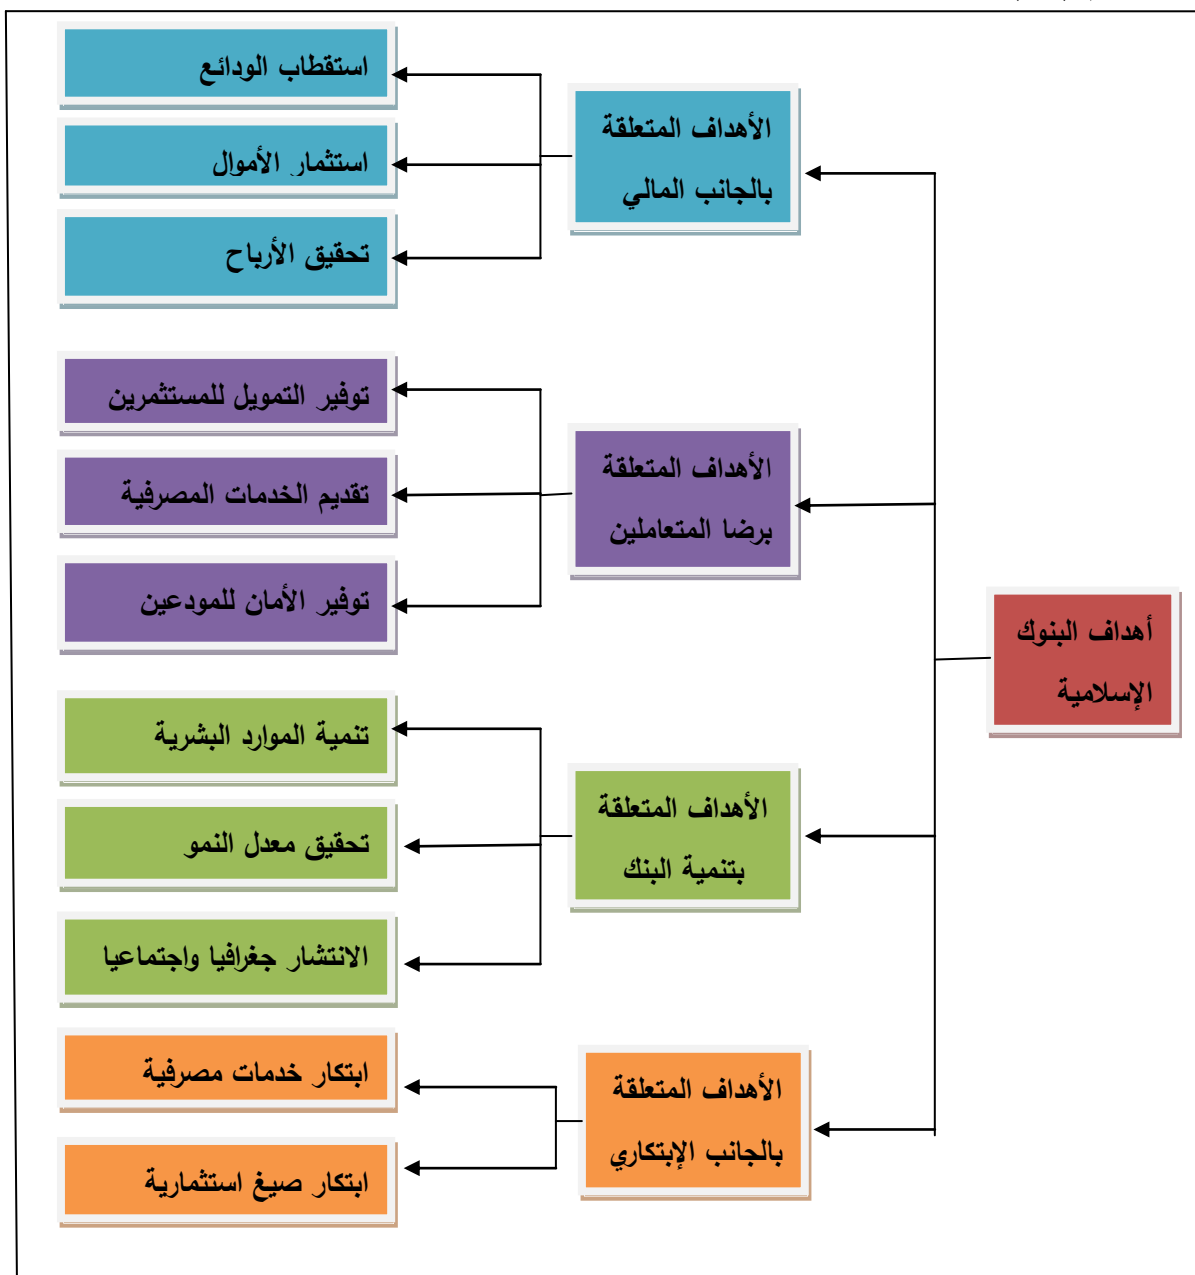 أهداف البنوك
الإسلامية
الأهداف المتعلقة
بالجانب المالي
استقطاب الودائع
استثمار الأموال
تحقيق الأرباح
الأهداف المتعلقة
برضا المتعاملين
توفير التمويل للمستثمرين
تقديم الخدمات المصرفية
توفير الأمان للمودعين
الأهداف المتعلقة
بتنمية البنك
تنمية الموارد البشرية
تحقيق معدل النمو
الانتشار جغرافيا واجتماعيا
الأهداف المتعلقة
بالجانب الإبتكاري
ابتكار خدمات مصرفية
ابتكار صيغ استثمارية